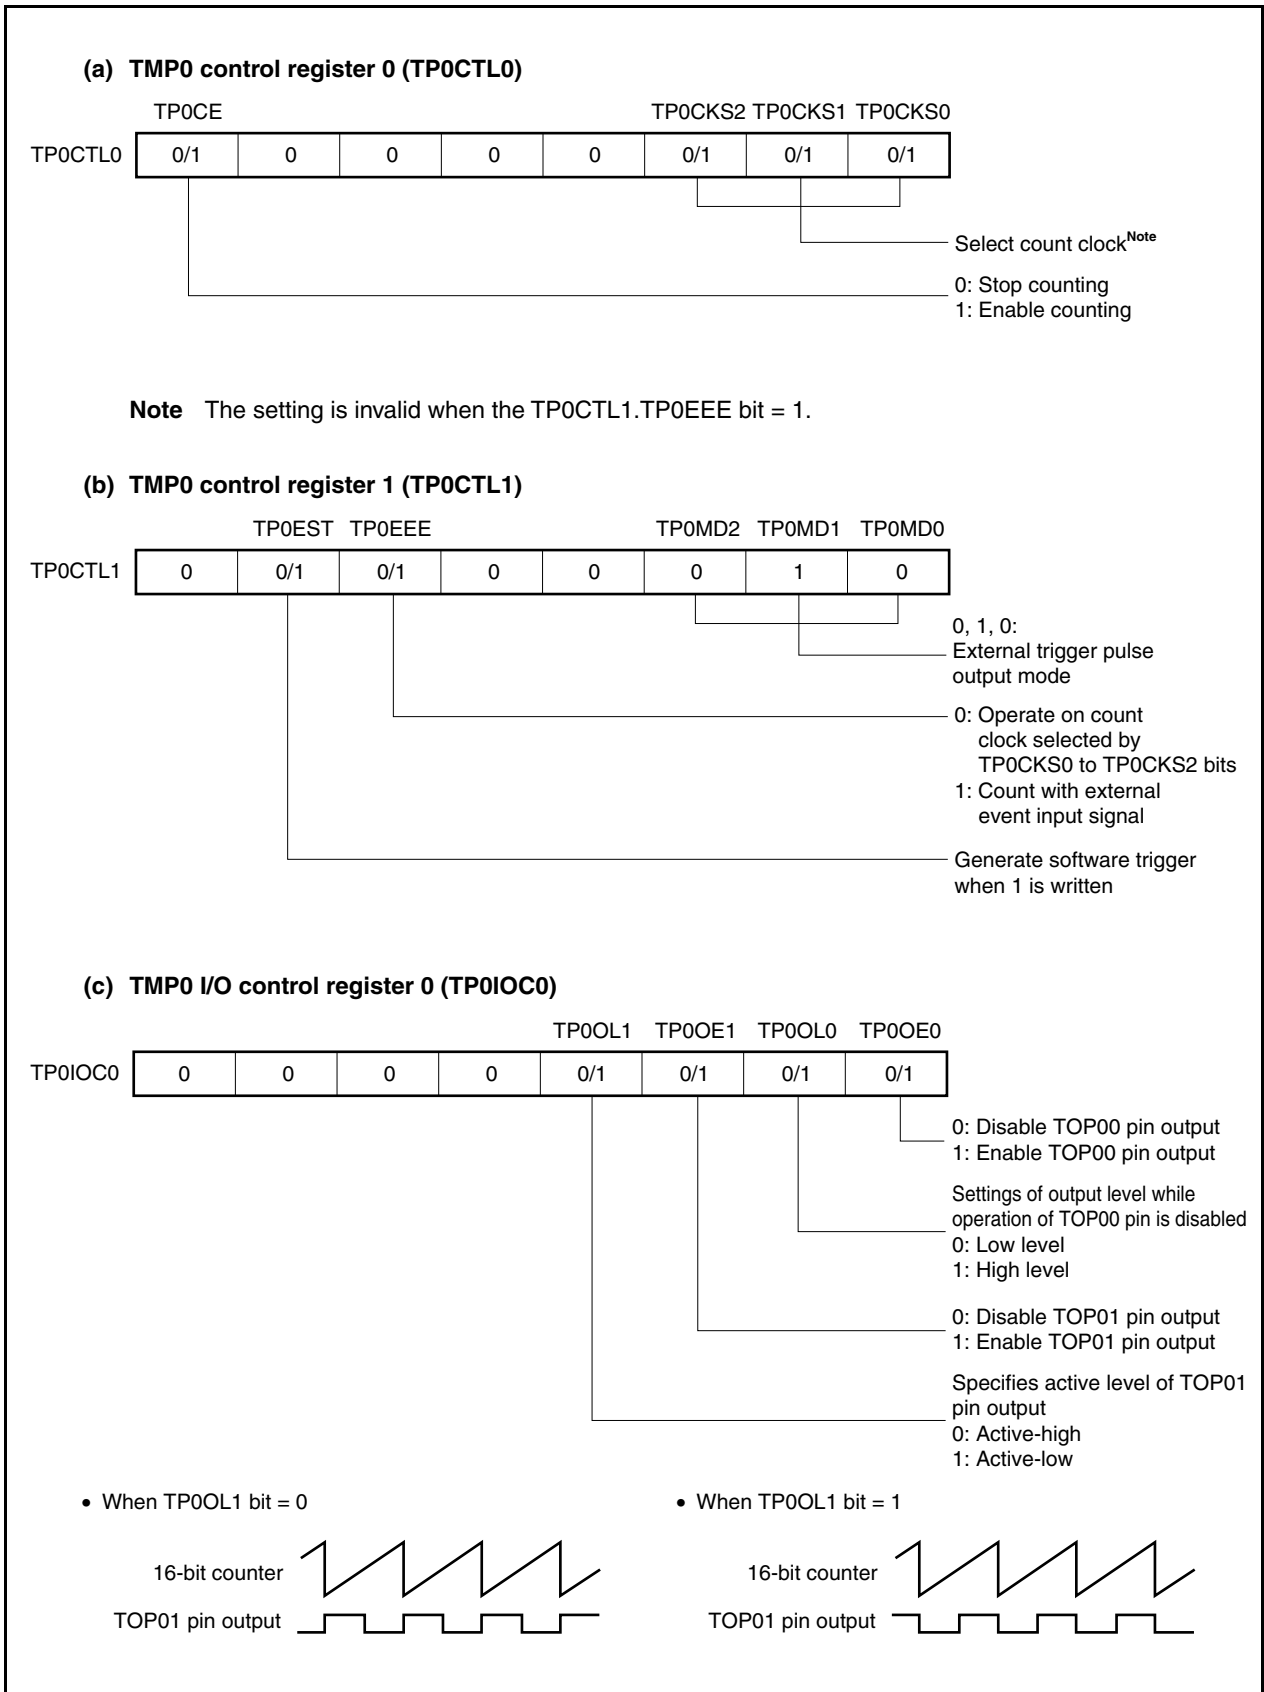 (a) TMP0 control register 0 (TP0CTL0)
TP0CE TP0CKS2 TP0CKS1 TP0CKS0
TP0CTL0 0/1 0 0 0 0 0/1 0/1 0/1
Select count clockNote
0: Stop counting
1: Enable counting
Note The setting is invalid when the TP0CTL1.TP0EEE bit = 1.
(b) TMP0 control register 1 (TP0CTL1)
TP0EST TP0EEE TP0MD2 TP0MD1 TP0MD0
TP0CTL1 0 0/1 0/1 0 0 0 1 0
0, 1, 0:
External trigger pulse
output mode
0: Operate on count
clock selected by
TP0CKS0 to TP0CKS2 bits
1: Count with external
event input signal
Generate software trigger
when 1 is written
(c) TMP0 I/O control register 0 (TP0IOC0)
TP0OL1 TP0OE1 TP0OL0 TP0OE0
TP0IOC0 0 0 0 0 0/1 0/1 0/1 0/1
0: Disable TOP00 pin output
1: Enable TOP00 pin output
Settings of output level while
operation of TOP00 pin is disabled
0: Low level
1: High level
0: Disable TOP01 pin output
1: Enable TOP01 pin output
Specifies active level of TOP01
pin output
0: Active-high
1: Active-low
• When TP0OL1 bit = 0
16-bit counter
TOP01 pin output
• When TP0OL1 bit = 1
16-bit counter
TOP01 pin output